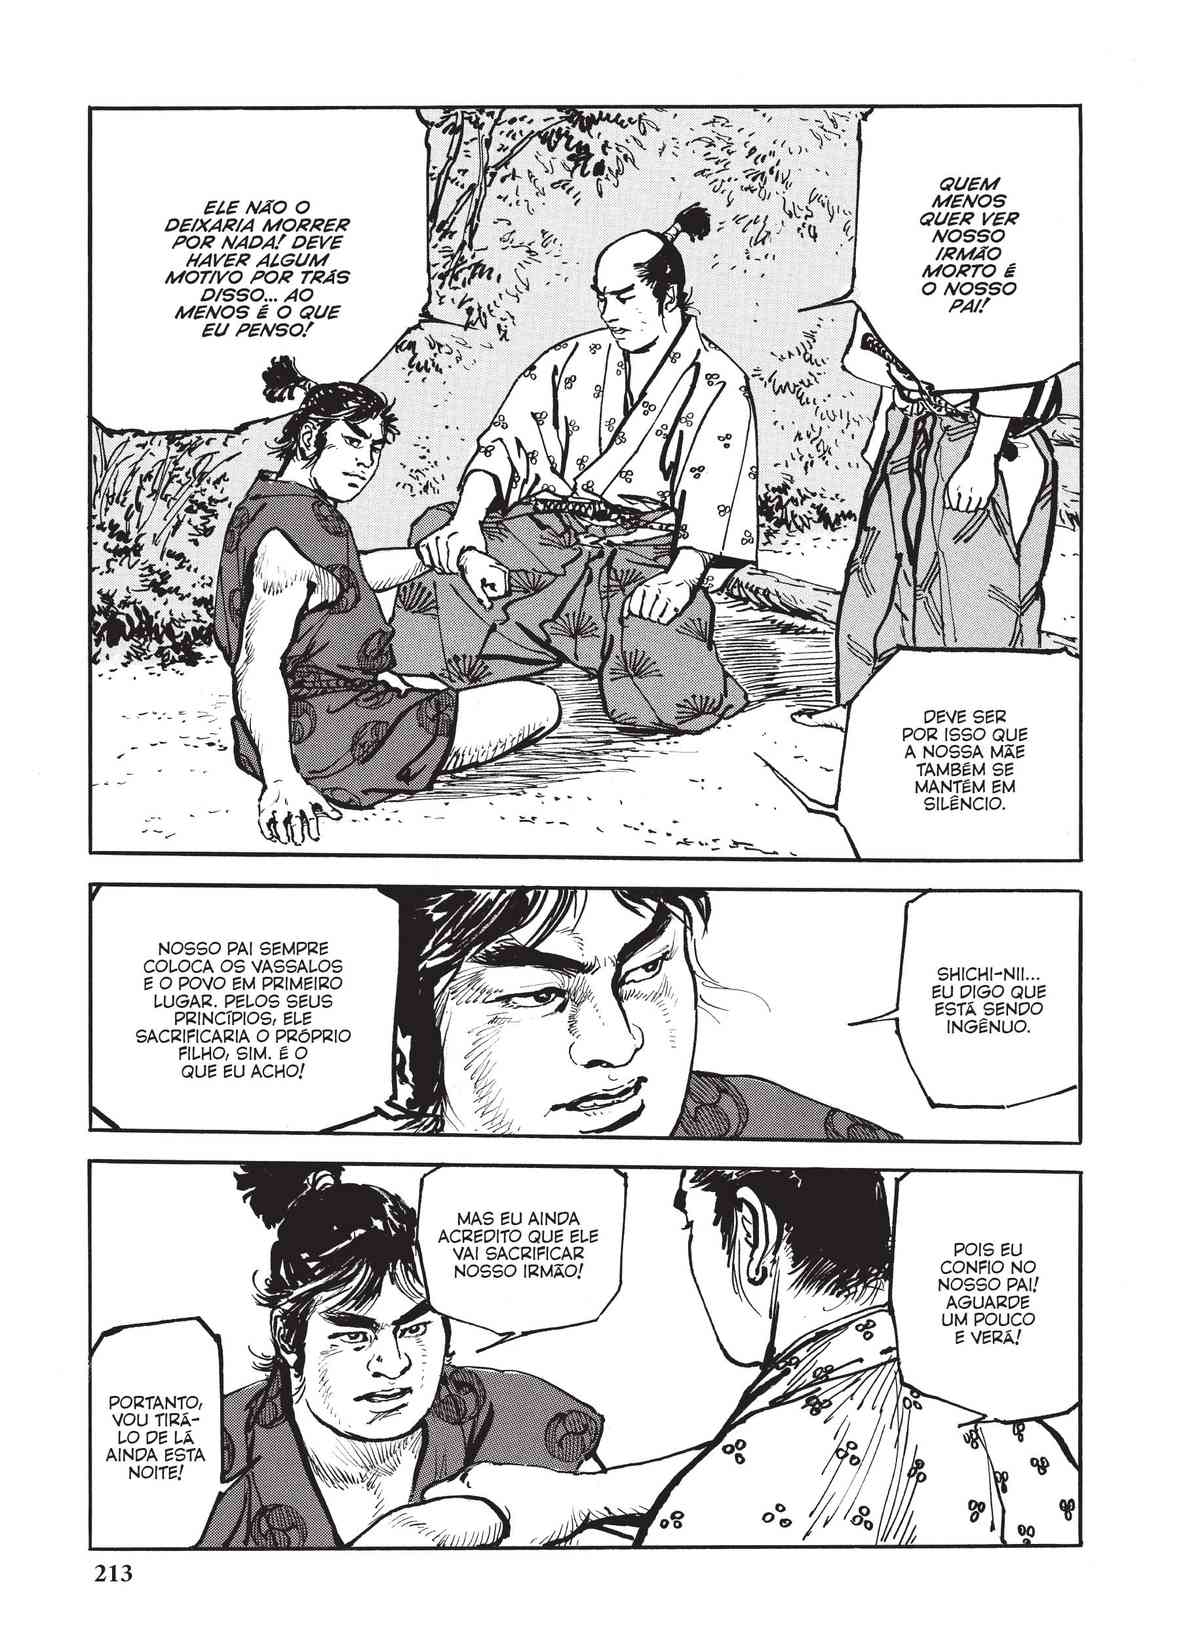 QUEM
MENOS
QUER VER
NOSSO
IRMÃO
MORTO É
O NOSSO
PAI!
ELE NÃO O
DEIXARIA MORRER
POR NADA! DEVE
HAVER ALGUM
MOTIVO POR TRÁS
DISSO... AO
MENOS É O QUE
EU PENSO!
DEVE SER
POR ISSO QUE
A NOSSA MÃE
TAMBÉM SE
MANTÉM EM
SILÊNCIO.
SHICHI-NII...
EU DIGO QUE
ESTÁ SENDO
INGÊNUO.
NOSSO PAI SEMPRE
COLOCA OS VASSALOS
E O POVO EM PRIMEIRO
LUGAR. PELOS SEUS
PRINCÍPIOS, ELE
SACRIFICARIA O PRÓPRIO
FILHO, SIM. É O
QUE EU ACHO!
POIS EU
CONFIO NO
NOSSO PAI!
AGUARDE
UM POUCO
E VERÁ!
MAS EU AINDA
ACREDITO QUE ELE
VAI SACRIFICAR
NOSSO IRMÃO!
PORTANTO,
VOU TIRÁ-
LO DE LÁ
AINDA ESTA
NOITE!
213